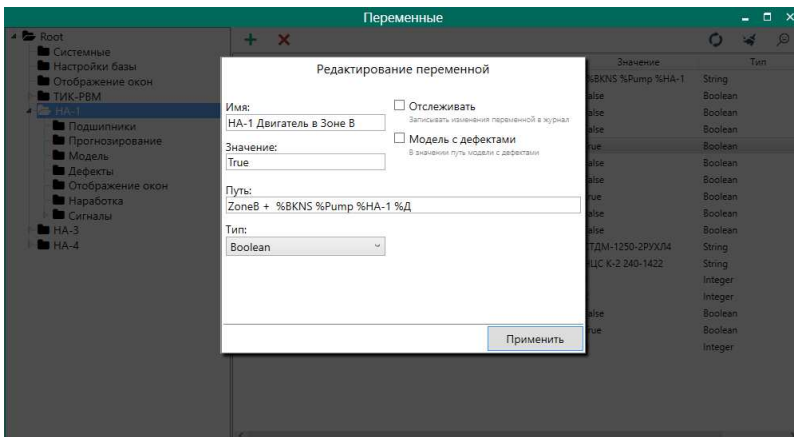 Переменные
Root
Системные
Настройки базы
Отображение окон
ТИК-РВМ
НА-1
Подшипники
Прогнозирование
Модель
Дефекты
Отображение окон
Наработка
Сигналы
НА-3
НА-4
Значение Тип
%BKNS %Pump %НА-1 String
alse Boolean
alse Boolean
alse Boolean
rue Boolean
alse Boolean
alse Boolean
rue Boolean
alse Boolean
alse Boolean
ТДМ-1250-2РУХЛ4 String
ЦС К-2 240-1422 String
Integer
Integer
alse Boolean
rue Boolean
Integer
Редактирование переменной
Имя:
НА-1 Двигатель в Зоне В
Отслеживать
Записывать изменения переменной в журнал
Значение:
True
Модель с дефектами
В значении путь модели с дефектами
Путь:
ZoneB + %BKNS %Pump %НА-1 %Д
Тип:
Boolean
Применить